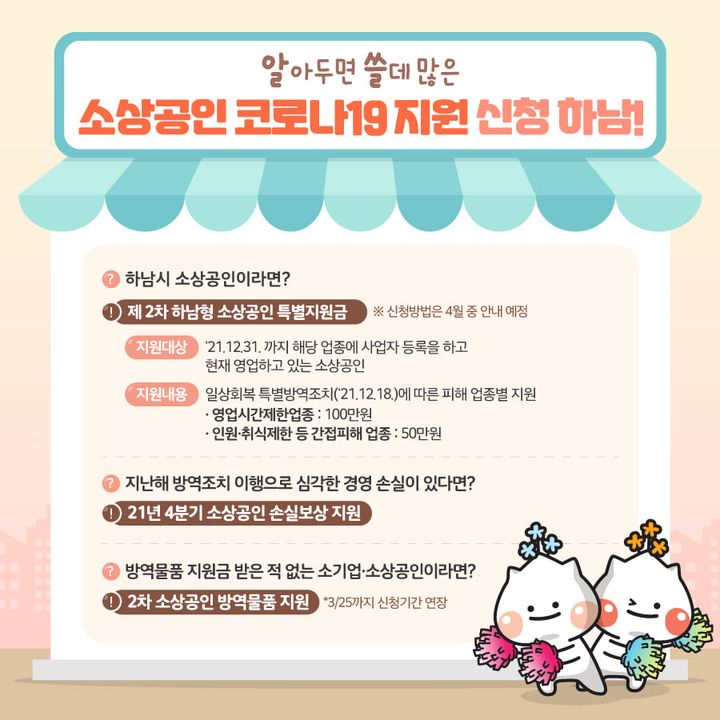 알아두면 쓸데 많은
소상공인 코로나19 지원 신청 하남!
? 하남시 소상공인이라면?
! 제 2차 하남형 소상공인 특별지원금 ※ 신청방법은 4월 중 안내 예정
지원대상 '21.12.31. 까지 해당 업종에 사업자 등록을 하고
현재 영업하고 있는 소상공인
지원내용 일상회복 특별방역조치('21.12.18.)에 따른 피해 업종별 지원
· 영업시간제한업종 : 100만원
· 인원·취식제한 등 간접피해 업종 : 50만원
? 지난해 방역조치 이행으로 심각한 경영 손실이 있다면?
! 21년 4분기 소상공인 손실보상 지원
? 방역물품 지원금 받은 적 없는 소기업·소상공인이라면?
! 2차 소상공인 방역물품 지원 *3/25까지 신청기간 연장